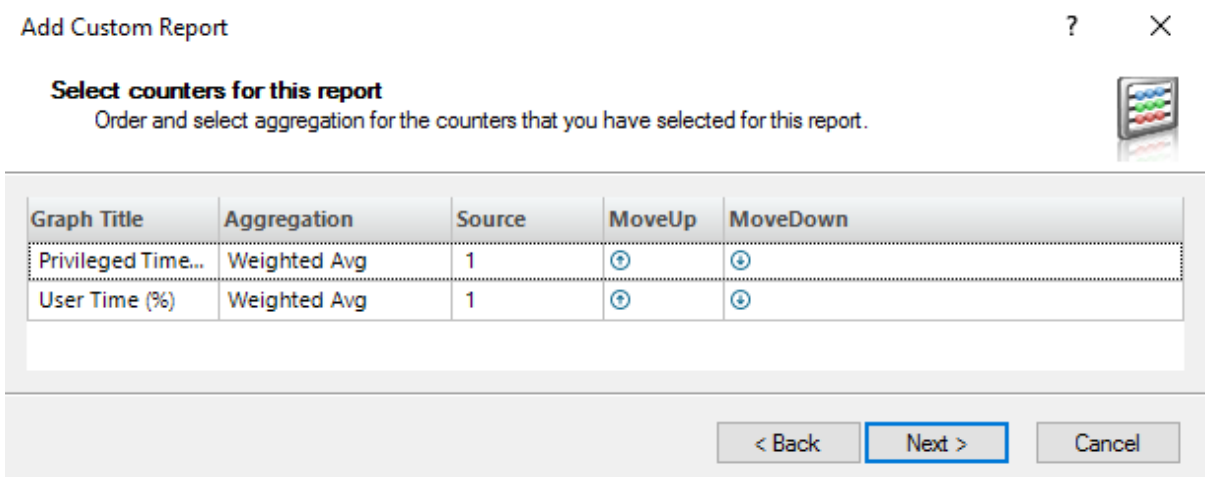 Add Custom Report ?
Select counters for this report
Order and select aggregation for the counters that you have selected for this report.
Graph Title Aggregation Source MoveUp MoveDown
Privileged Time... Weighted Avg 1
User Time (%) Weighted Avg 1
< Back Next > Cancel